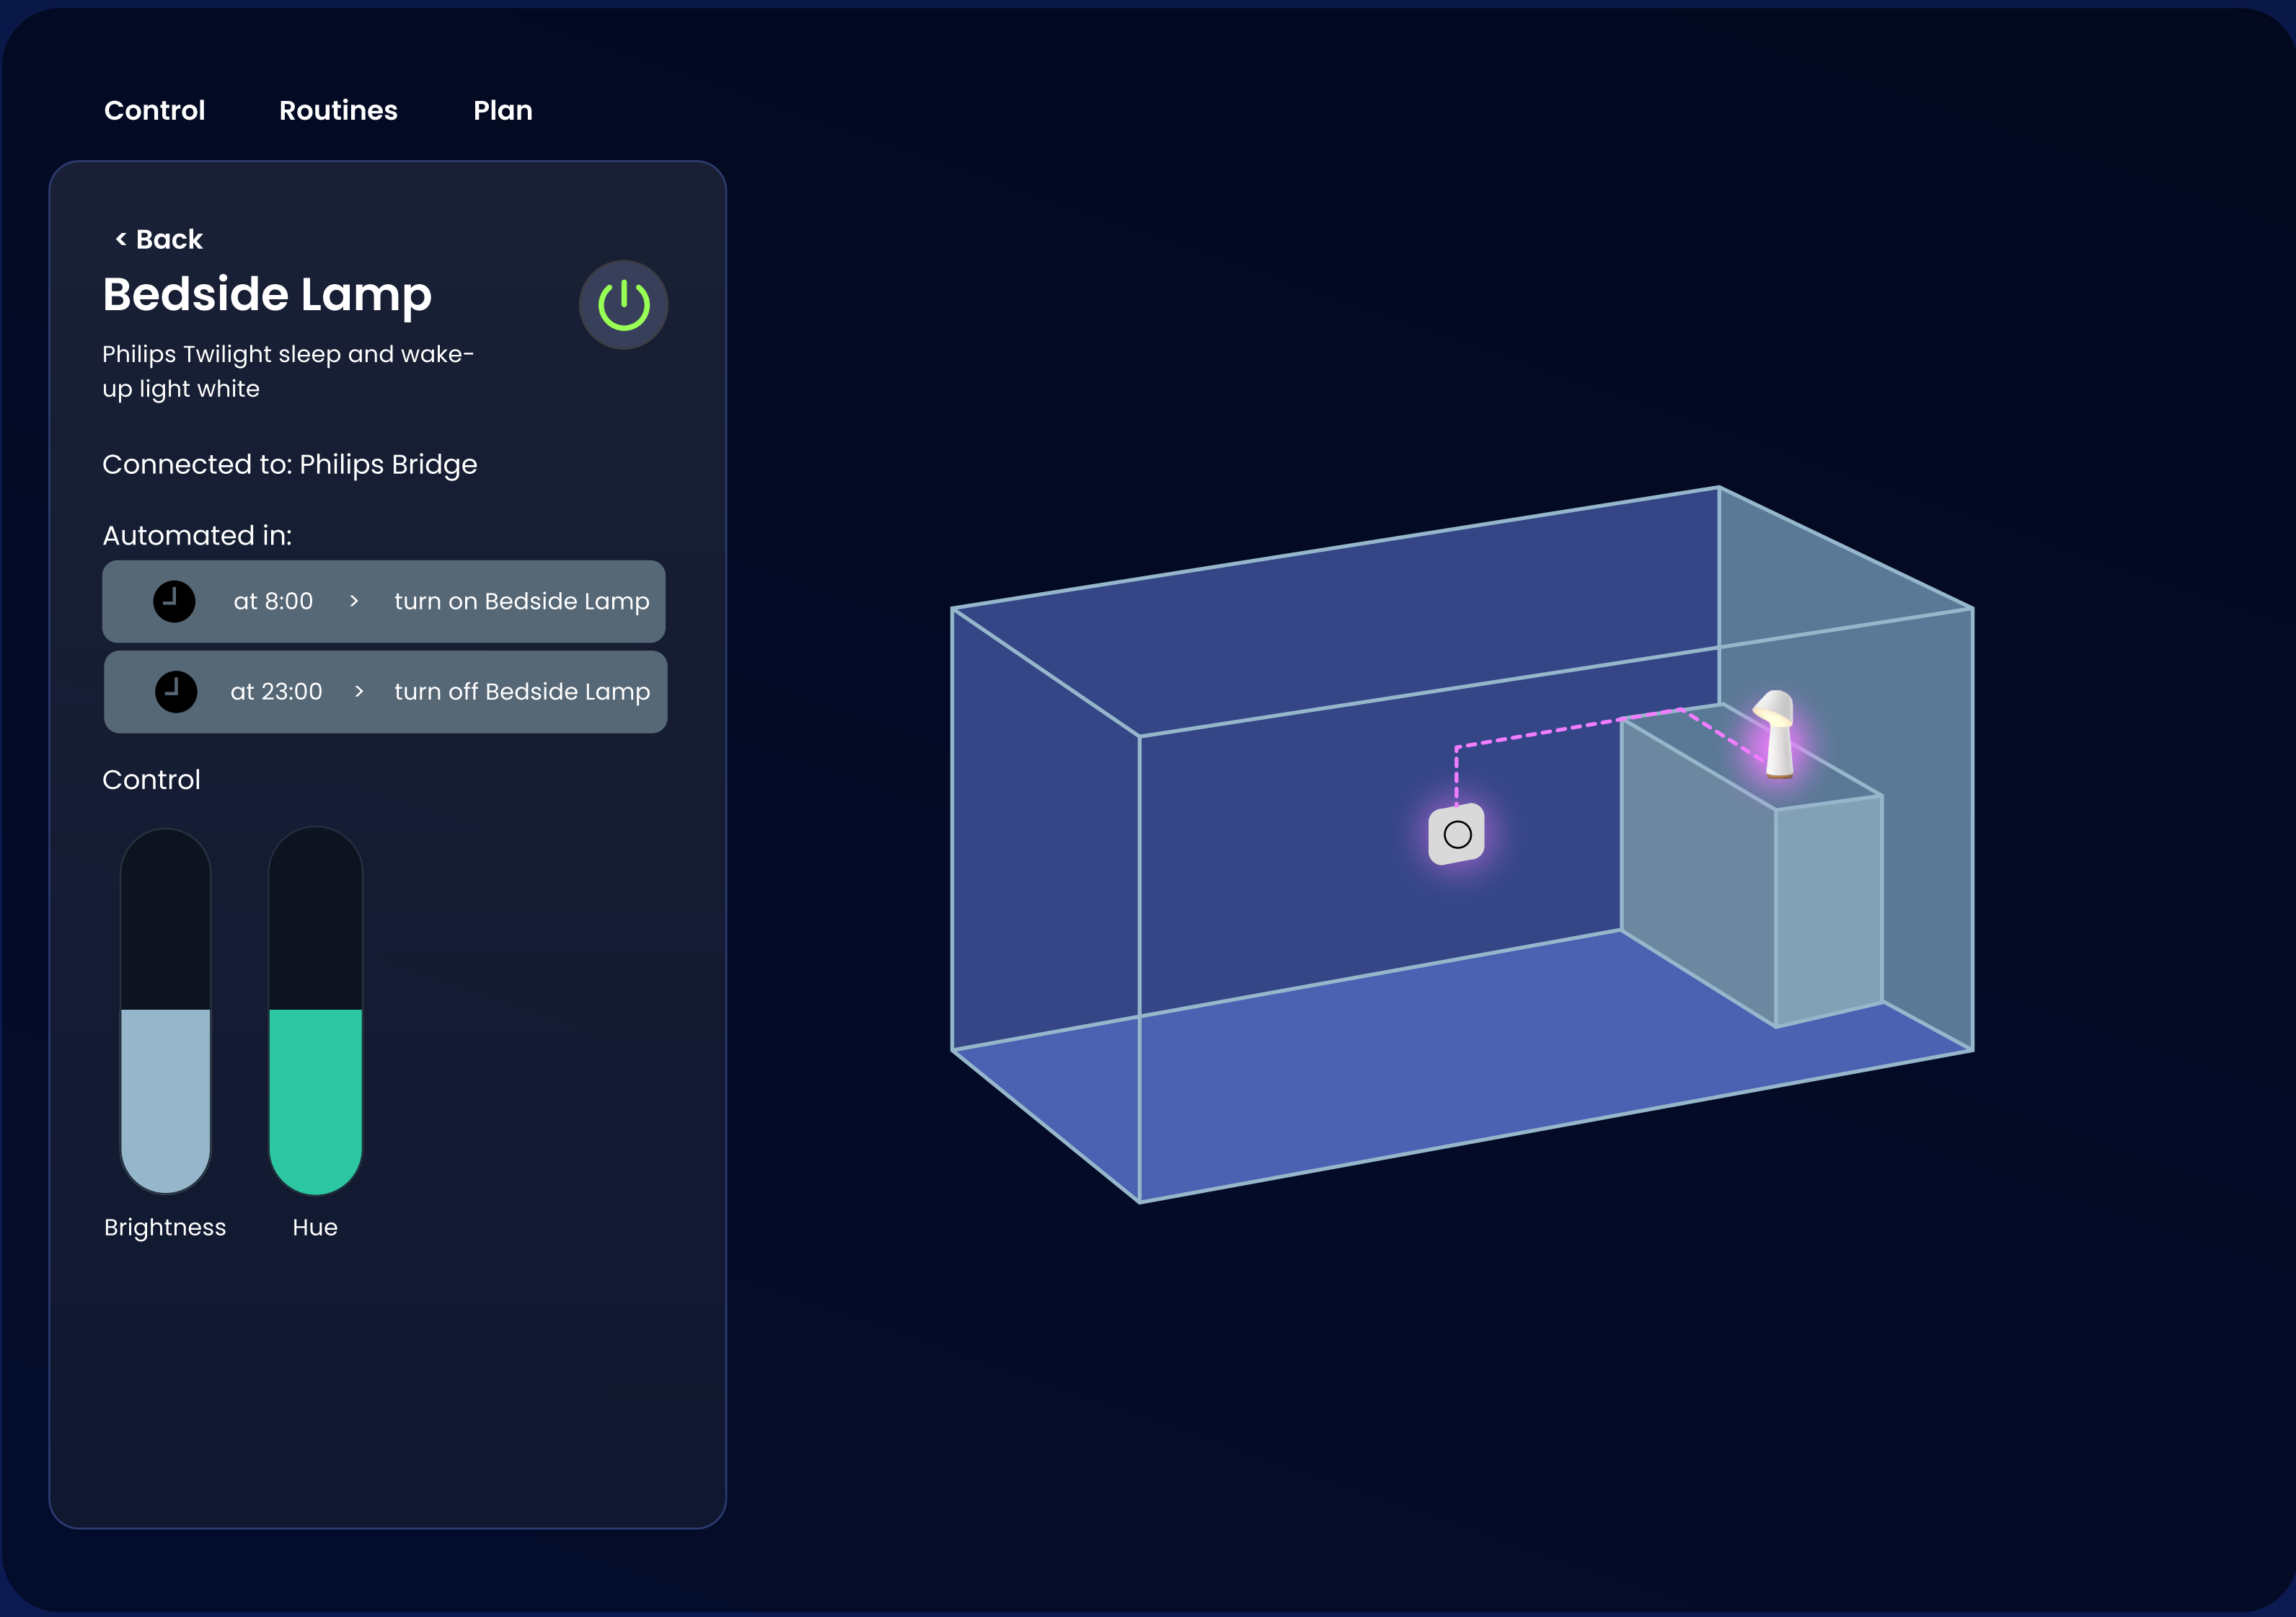 Control Routines Plan
< Back
Bedside Lamp
Philips Twilight sleep and wake-
up light white
Connected to: Philips Bridge
Automated in:
at 8:00 > turn on Bedside Lamp
at 23:00 > turn off Bedside Lamp
Control
Brightness Hue